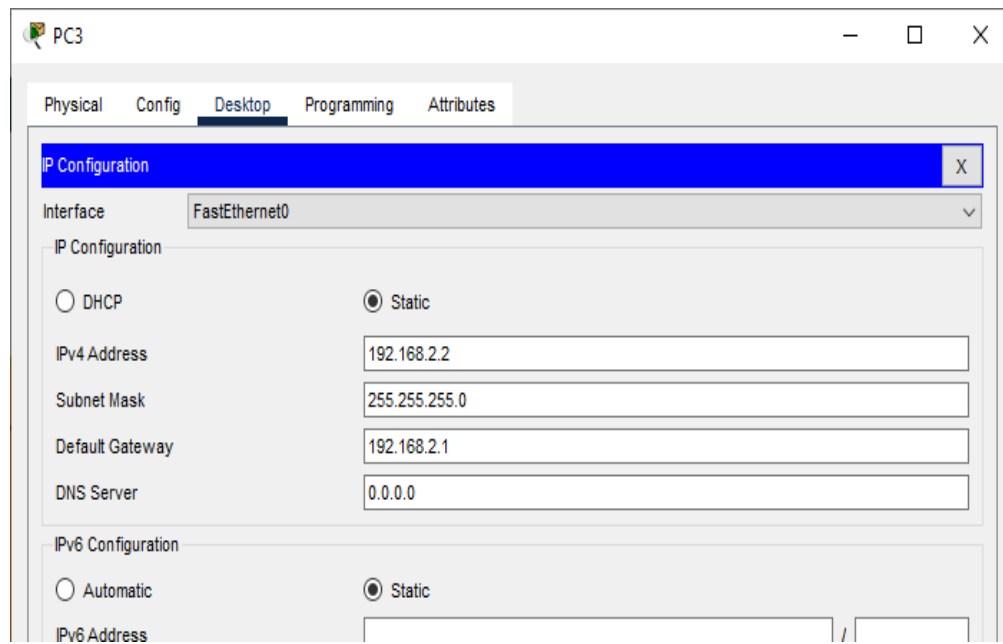 PC3
Physical Config Desktop Programming Attributes
IP Configuration X
Interface FastEthernet0
IP Configuration
DHCP Static
IPv4 Address 192.168.2.2
Subnet Mask 255.255.255.0
Default Gateway 192.168.2.1
DNS Server 0.0.0.0
IPv6 Configuration
Automatic Static
IPv6 Address /